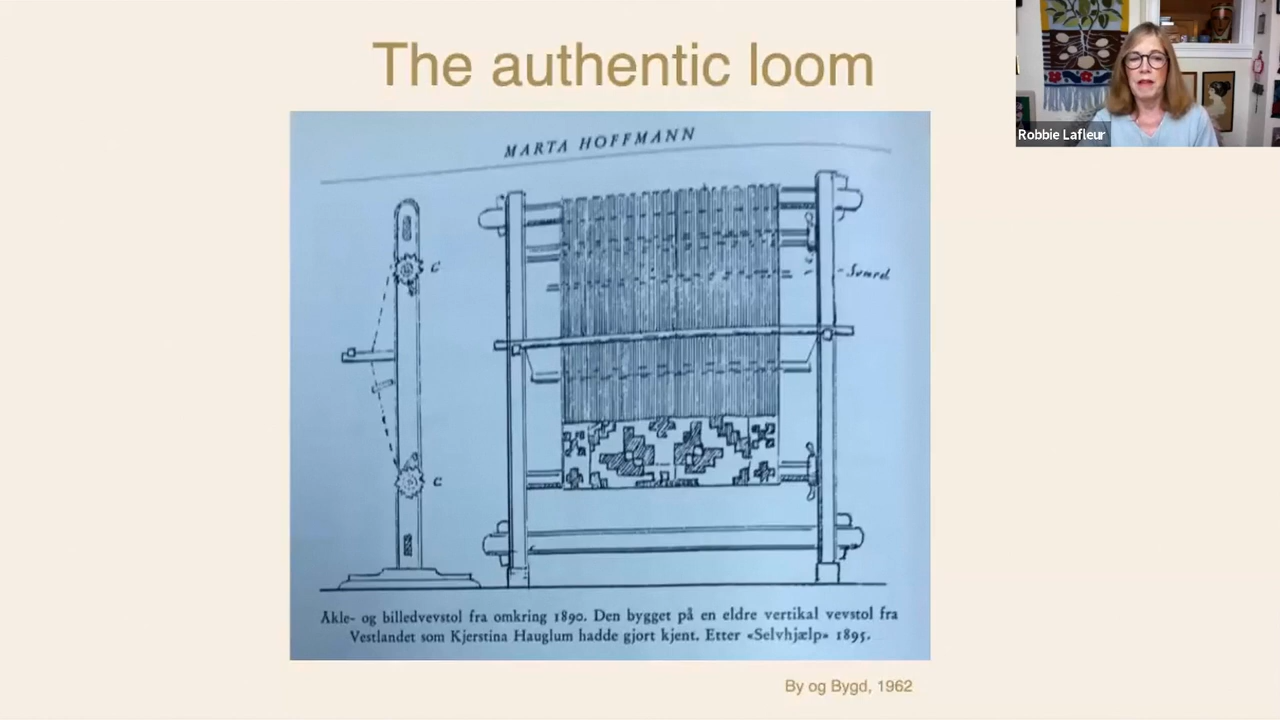 The authentic loom
Robbie Lafleur
MARTA HOFFMANN
C
C
Åkle- og billedvevstol fra omkring 1890. Den bygget på en eldre vertikal vevstol fra
Vestlandet som Kjerstina Hauglum hadde gjort kjent. Etter «Selvhjælp» 1895.
By og Bygd, 1962